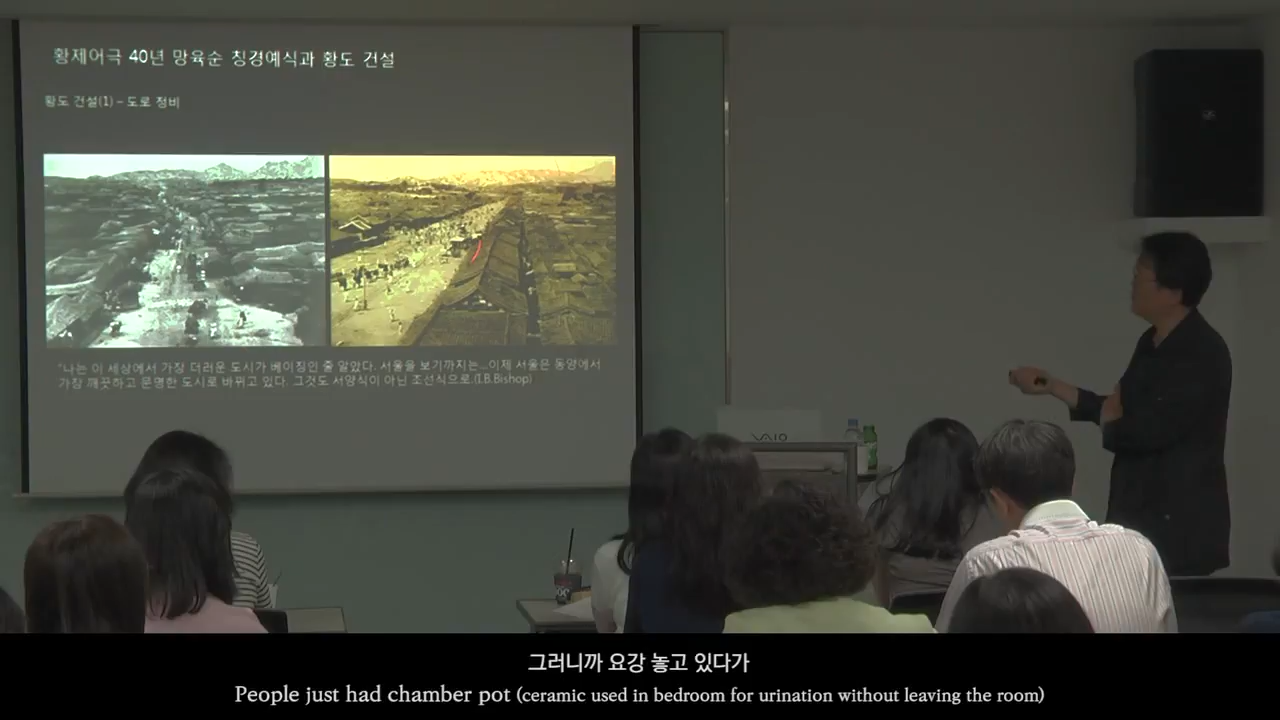 황제어극 40년 망육순 칭경예식과 황도 건설
황도 건설(1) – 도로 정비
"나는 이 세상에서 가장 더러운 도시가 베이징인 줄 알았다. 서울을 보기까지는...이제 서울은 동양에서
가장 깨끗하고 문명한 도시로 바뀌고 있다. 그것도 서양식이 아닌 조선식으로.(I.B.Bishop)
VAIO
그러니까 요강 놓고 있다가
People just had chamber pot (ceramic used in bedroom for urination without leaving the room)